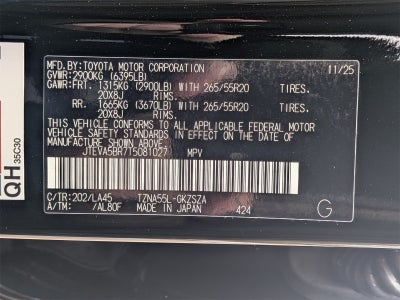 MFD.BY:TOYOTA MOTOR CORPORATION 11/25
GVWR:2900KG (6395LB)
GAWR:FRT. 1315KG (2900LB) WITH 265/55R20 TIRES.
20X8J RIMS.
RR. 1665KG (3670LB) WITH 265/55R20 TIRES.
20X8J RIMS.
THIS VEHICLE CONFORMS TO ALL APPLICABLE FEDERAL MOTOR
VEHICLE SAFETY STANDARDS IN EFFECT ON THE DATE OF
MANUFACTURE SHOWN ABOVE.
JTEVA5BR715081027 MPV
C/TR:202/LA45 TZNA55L-GKZSZA
A/TM: /AL80F MADE IN JAPAN 424 G
QH 35C30